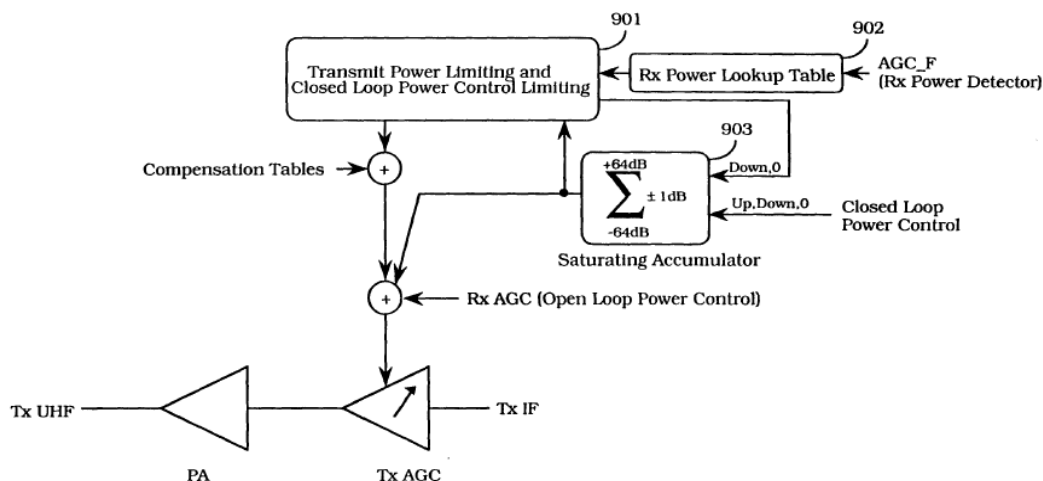 901
902
Transmit Power Limiting and
Closed Loop Power Control Limiting
Rx Power Lookup Table
AGC_F
(Rx Power Detector)
903
Compensation Tables
+
+64dB
∑ ± 1dB
-64dB
Down,0
Up,Down,0
Closed Loop
Power Control
Saturating Accumulator
+
Rx AGC (Open Loop Power Control)
Tx UHF
Tx IF
PA
Tx AGC